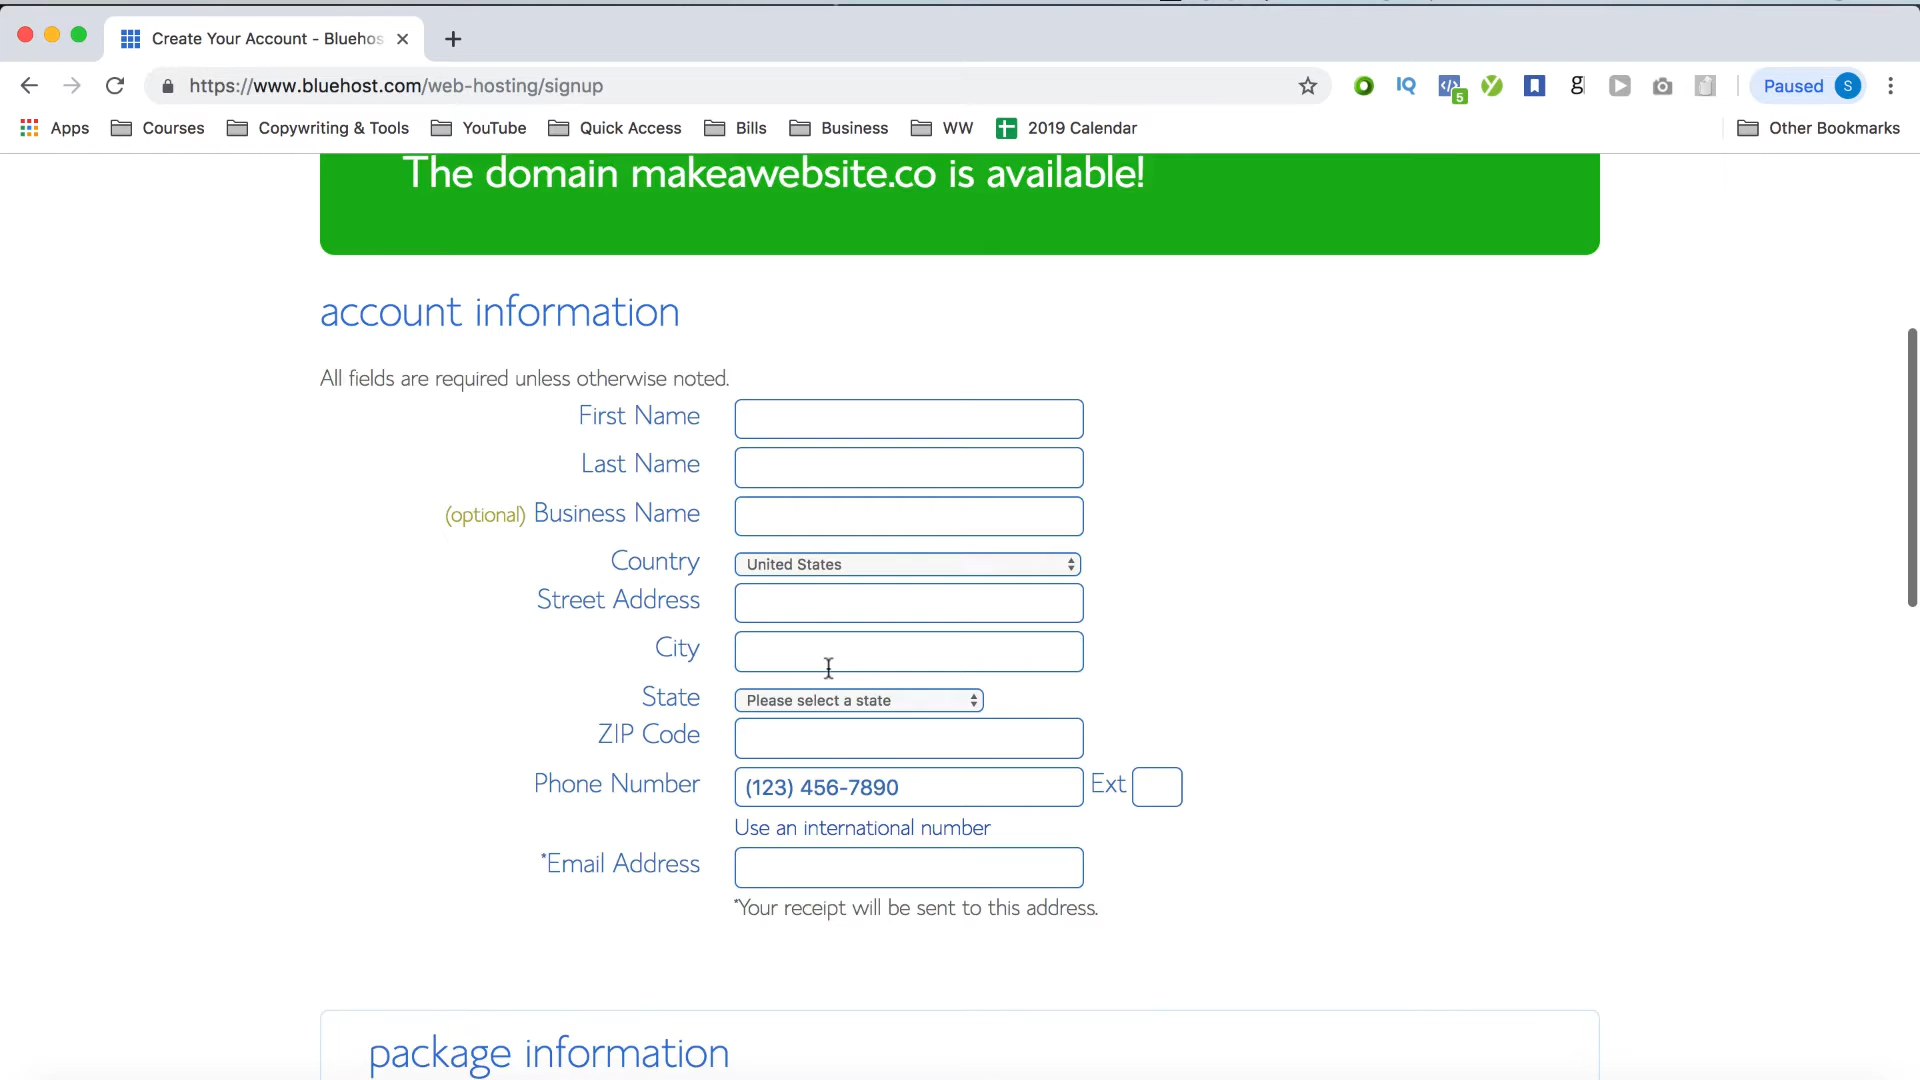 Create Your Account - Bluehos
https://www.bluehost.com/web-hosting/signup
IQ
5
g
Paused S
Apps Courses Copywriting & Tools YouTube Quick Access Bills Business WW 2019 Calendar Other Bookmarks
The domain makeawebsite.co is available!
account information
All fields are required unless otherwise noted.
First Name
Last Name
(optional) Business Name
Country United States
Street Address
City
State Please select a state
ZIP Code
Phone Number (123) 456-7890 Ext
Use an international number
*Email Address
*Your receipt will be sent to this address.
package information